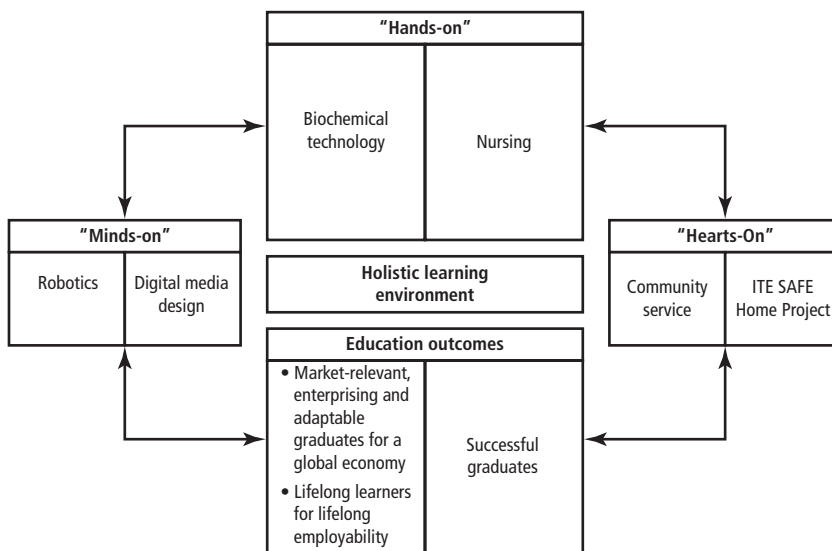 "Hands-on"
Biochemical
technology
Nursing
"Minds-on"
Robotics
Digital media
design
"Hearts-On"
Community
service
ITE SAFE
Home Project
Holistic learning
environment
Education outcomes
• Market-relevant,
enterprising and
adaptable
graduates for a
global economy
• Lifelong learners
for lifelong
employability
Successful
graduates